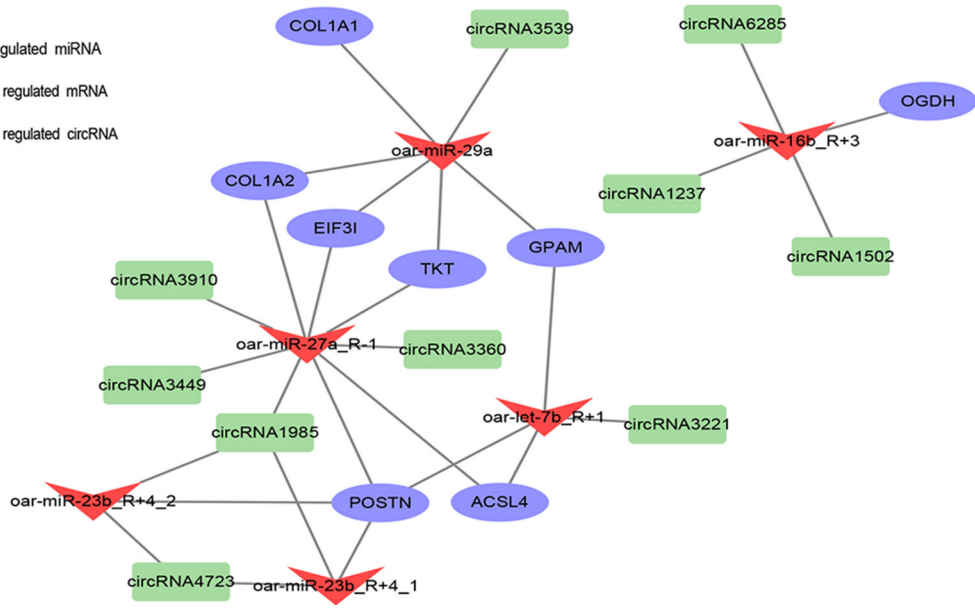 COL1A1
circRNA3539
circRNA6285
gulated miRNA
regulated mRNA
OGDH
regulated circRNA
oar-miR-29a
oar-miR-16b_R+3
COL1A2
circRNA1237
EIF3I
GPAM
circRNA1502
TKT
circRNA3910
oar-miR-27a_R-1
circRNA3360
circRNA3449
oar-let-7b_R+1
circRNA3221
circRNA1985
oar-miR-23b_R+4_2
POSTN
ACSL4
circRNA4723
oar-miR-23b_R+4_1